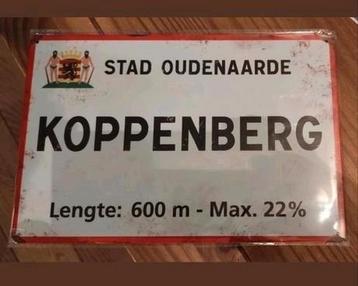 STAD OUDENAARDE
KOPPENBERG
Lengte: 600 m - Max. 22%